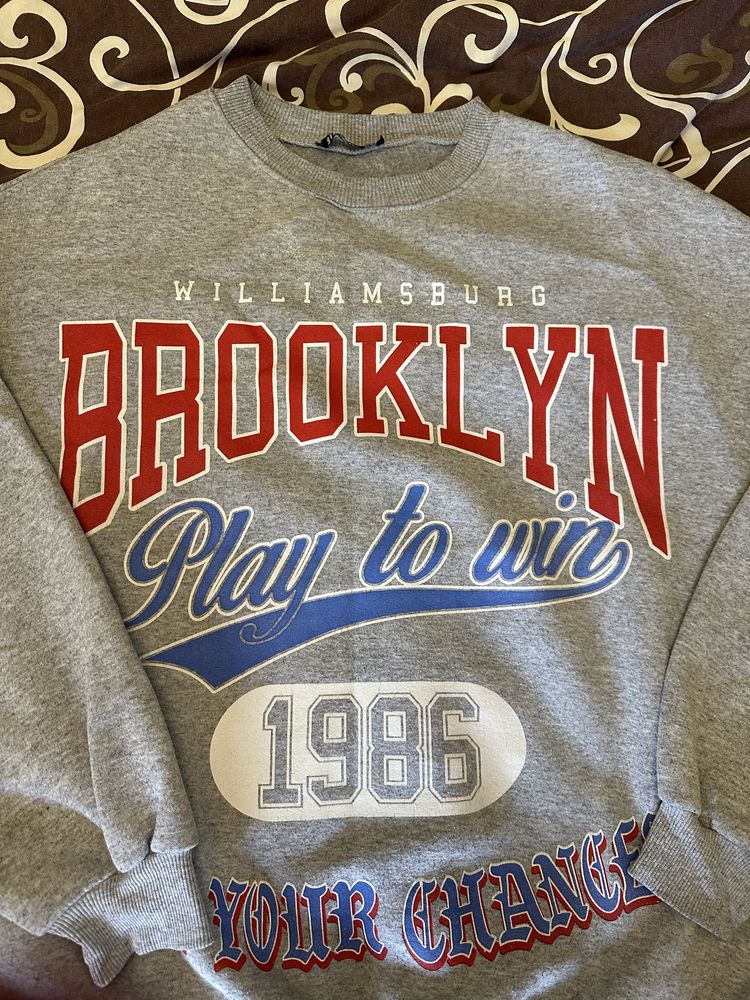 WILLIAMSBURG
BROOKLYN
Play to win
1986
YOUR CHANCE